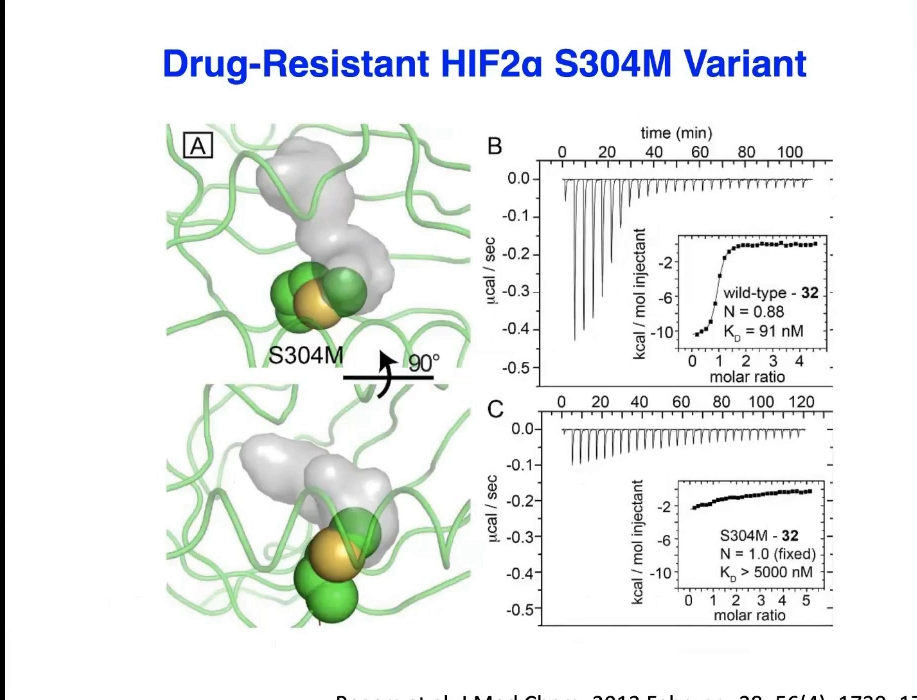 Drug-Resistant HIF2α S304M Variant
A
S304M
90°
B
time (min)
0 20 40 60 80 100
0.0
-0.1
-0.2
-0.3
-0.4
-0.5
µcal / sec
kcal / mol injectant
-2
-6
-10
wild-type - 32
N = 0.88
KD = 91 nM
0 1 2 3 4
molar ratio
C
0 20 40 60 80 100 120
0.0
-0.1
-0.2
-0.3
-0.4
-0.5
µcal / sec
kcal / mol injectant
-2
-6
-10
S304M - 32
N = 1.0 (fixed)
KD > 5000 nM
0 1 2 3 4 5
molar ratio